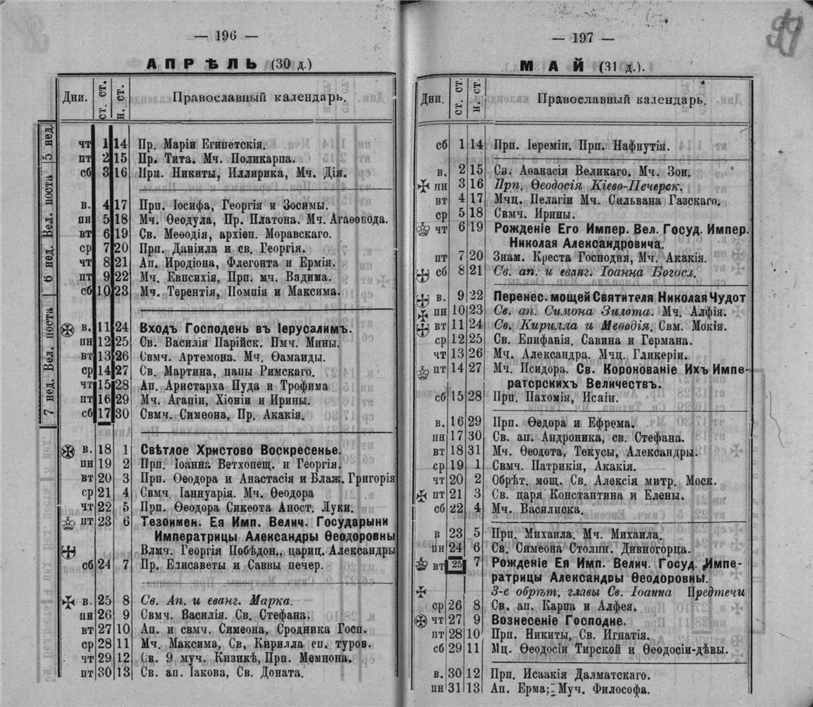 — 196 —
АПРѢЛЬ (30 д.)
Дни. ст. ст. н. ст. Православный календарь.
5 нед.
чт 1 14 Пр. Маріи Египетскія.
пт 2 15 Пр. Тита. Мч. Поликарпа.
сб 3 16 Прп. Никиты, Иллирика, Мч. Дія.
6 нед. Вел. поста
в. 4 17 Прп. Іосифа, Георгія и Зосимы.
пн 5 18 Мч. Ѳеодула, Пр. Платона. Мч. Агаѳопода.
вт 6 19 Св. Меѳодія, архіеп. Моравскаго.
ср 7 20 Прп. Даніила и св. Георгія.
чт 8 21 Ап. Иродіона, Флегонта и Ермія.
пт 9 22 Мч. Евпсихія, Прп. мч. Вадима.
сб 10 23 Мч. Терентія, Помпія и Максима.
7 нед. Вел. поста
в. 11 24 Входъ Господень въ Іерусалимъ.
пн 12 25 Св. Василія Парійск. Пмч. Мины.
вт 13 26 Свмч. Артемона. Мч. Ѳамаиды.
ср 14 27 Св. Мартина, папы Римскаго.
чт 15 28 Ап. Аристарха Пуда и Трофима
пт 16 29 Мч. Агапіи, Хіоніи и Ирины.
сб 17 30 Свмч. Симеона, Пр. Акакія.
в. 18 1 Свѣтлое Христово Воскресенье.
пн 19 2 Прп. Іоанна Ветхопещ. и Георгія.
вт 20 3 Прп. Ѳеодора и Анастасія и Блаж. Григорія
ср 21 4 Свмч. Іаннуарія. Мч. Ѳеодора
чт 22 5 Прп. Ѳеодора Сикеота Апост. Луки.
пт 23 6 Тезоимен. Ея Имп. Велич. Государыни
Императрицы Александры Ѳеодоровны
Влмч. Георгія Побѣдон., цариц. Александры
сб 24 7 Пр. Елисаветы и Саввы печер.
в. 25 8 Св. Ап. и еванг. Марка.
пн 26 9 Свмч. Василія. Св. Стефана.
вт 27 10 Ап. и свмч. Симеона, Сродника Госп.
ср 28 11 Мч. Максима, Св. Кирилла еп. туров.
чт 29 12 Св. 9 муч. Кизикѣ, Прп. Мемнона.
пт 30 13 Св. ап. Іакова, Св. Доната.
— 197 —
99
МАЙ (31 д.).
Дни. ст. ст. н. ст. Православный календарь.
сб 1 14 Прп. Іереміи. Прп. Пафнутія.
в. 2 15 Св. Аѳанасія Великаго, Мч. Зои.
пн 3 16 Прп. Ѳеодосія Кіево-Печерск.
вт 4 17 Мчц. Пелагіи Мч. Сильвана Газскаго.
ср 5 18 Свмч. Ирины.
чт 6 19 Рожденіе Его Импер. Вел. Госуд. Импер.
Николая Александровича.
пт 7 20 Знам. Креста Господня, Мч. Акакія.
сб 8 21 Св. ап. и еванг. Іоанна Богосл.
в. 9 22 Перенес. мощей Святителя Николая Чудот
пн 10 23 Св. ап. Симона Зилота. Мч. Алфія.
вт 11 24 Св. Кирилла и Меѳодія. Свм. Мокія.
ср 12 25 Св. Епифанія, Савина и Германа.
чт 13 26 Мч. Александра. Мчц. Гликеріи.
пт 14 27 Мч. Исидора. Св. Коронованіе Ихъ Импе-
раторскихъ Величествъ.
сб 15 28 Прп. Пахомія, Исаіи.
в. 16 29 Прп. Ѳедора и Ефрема.
пн 17 30 Св. ап. Андроника, св. Стефана.
вт 18 31 Мч. Ѳеодота, Текусы, Александры.
ср 19 1 Свмч. Патрикія, Акакія.
чт 20 2 Обрѣт. мощ. Св. Алексія митр. Моск.
пт 21 3 Св. царя Константина и Елены.
сб 22 4 Мч. Василиска.
в 23 5 Прп. Михаила. Мч. Михаила.
пн 24 6 Св. Симеона Столпн. Дивногорца.
вт 25 7 Рожденіе Ея Имп. Велич. Госуд. Импе-
ратрицы Александры Ѳеодоровны.
3-е обрѣт. главы Св. Іоанна Предтечи
ср 26 8 Св. ап. Карпа и Алфея.
чт 27 9 Вознесеніе Господне.
пт 28 10 Прп. Никиты, Св. Игнатія.
сб 29 11 Мц. Ѳеодосіи Тирской и Ѳеодосіи-дѣвы.
в. 30 12 Прп. Исаакія Далматскаго.
пн 31 13 Ап. Ерма; Муч. Философа.